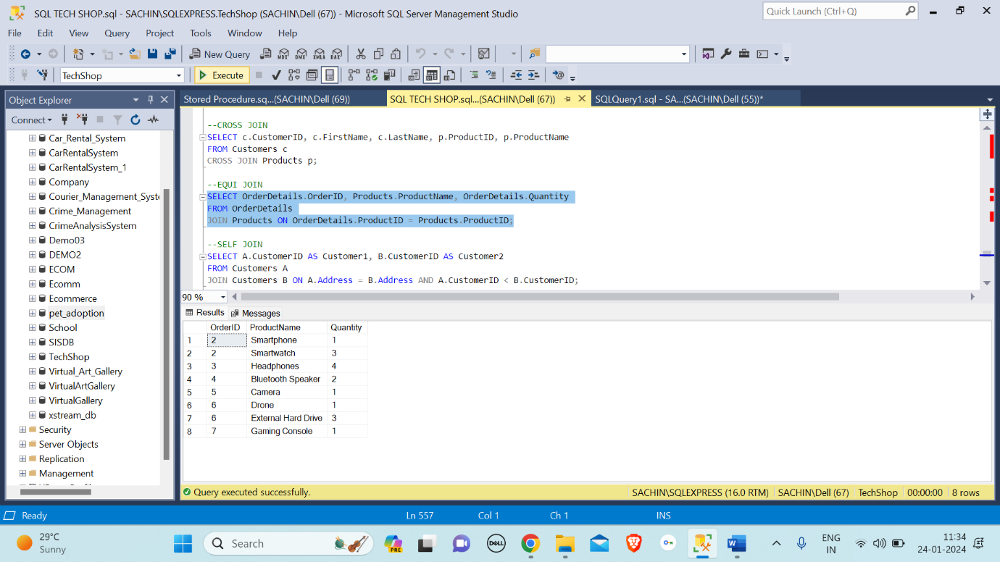 SQL TECH SHOP.sql - SACHIN\SQLEXPRESS.TechShop (SACHIN\Dell (67)) - Microsoft SQL Server Management Studio
Quick Launch (Ctrl+Q)
File Edit View Query Project Tools Window Help
New Query
MDX DMX XMLA DAX
TechShop
Execute
Object Explorer
Connect
Car_Rental_System
CarRentalSystem
CarRentalSystem_1
Company
Courier_Management_Syste
Crime_Management
CrimeAnalysisSystem
Demo03
DEMO2
ECOM
Ecomm
Ecommerce
pet_adoption
School
SISDB
TechShop
Virtual_Art_Gallery
VirtualArtGallery
VirtualGallery
xstream_db
Security
Server Objects
Replication
Management
Stored Procedure.sq...(SACHIN\Dell (69))
SQL TECH SHOP.sql...(SACHIN\Dell (67))
SQLQuery1.sql - SA...(SACHIN\Dell (55))*
--CROSS JOIN
SELECT c.CustomerID, c.FirstName, c.LastName, p.ProductID, p.ProductName
FROM Customers c
CROSS JOIN Products p;
--EQUI JOIN
SELECT OrderDetails.OrderID, Products.ProductName, OrderDetails.Quantity
FROM OrderDetails
JOIN Products ON OrderDetails.ProductID = Products.ProductID;
--SELF JOIN
SELECT A.CustomerID AS Customer1, B.CustomerID AS Customer2
FROM Customers A
JOIN Customers B ON A.Address = B.Address AND A.CustomerID < B.CustomerID;
90 %
Results Messages
OrderID ProductName Quantity
1 2 Smartphone 1
2 2 Smartwatch 3
3 3 Headphones 4
4 4 Bluetooth Speaker 2
5 5 Camera 1
6 6 Drone 1
7 6 External Hard Drive 3
8 7 Gaming Console 1
Query executed successfully.
SACHIN\SQLEXPRESS (16.0 RTM) SACHIN\Dell (67) TechShop 00:00:00 8 rows
Ready Ln 557 Col 1 Ch 1 INS
29°C
Sunny
Search
PRE
DELL
ENG
IN
11:34
24-01-2024